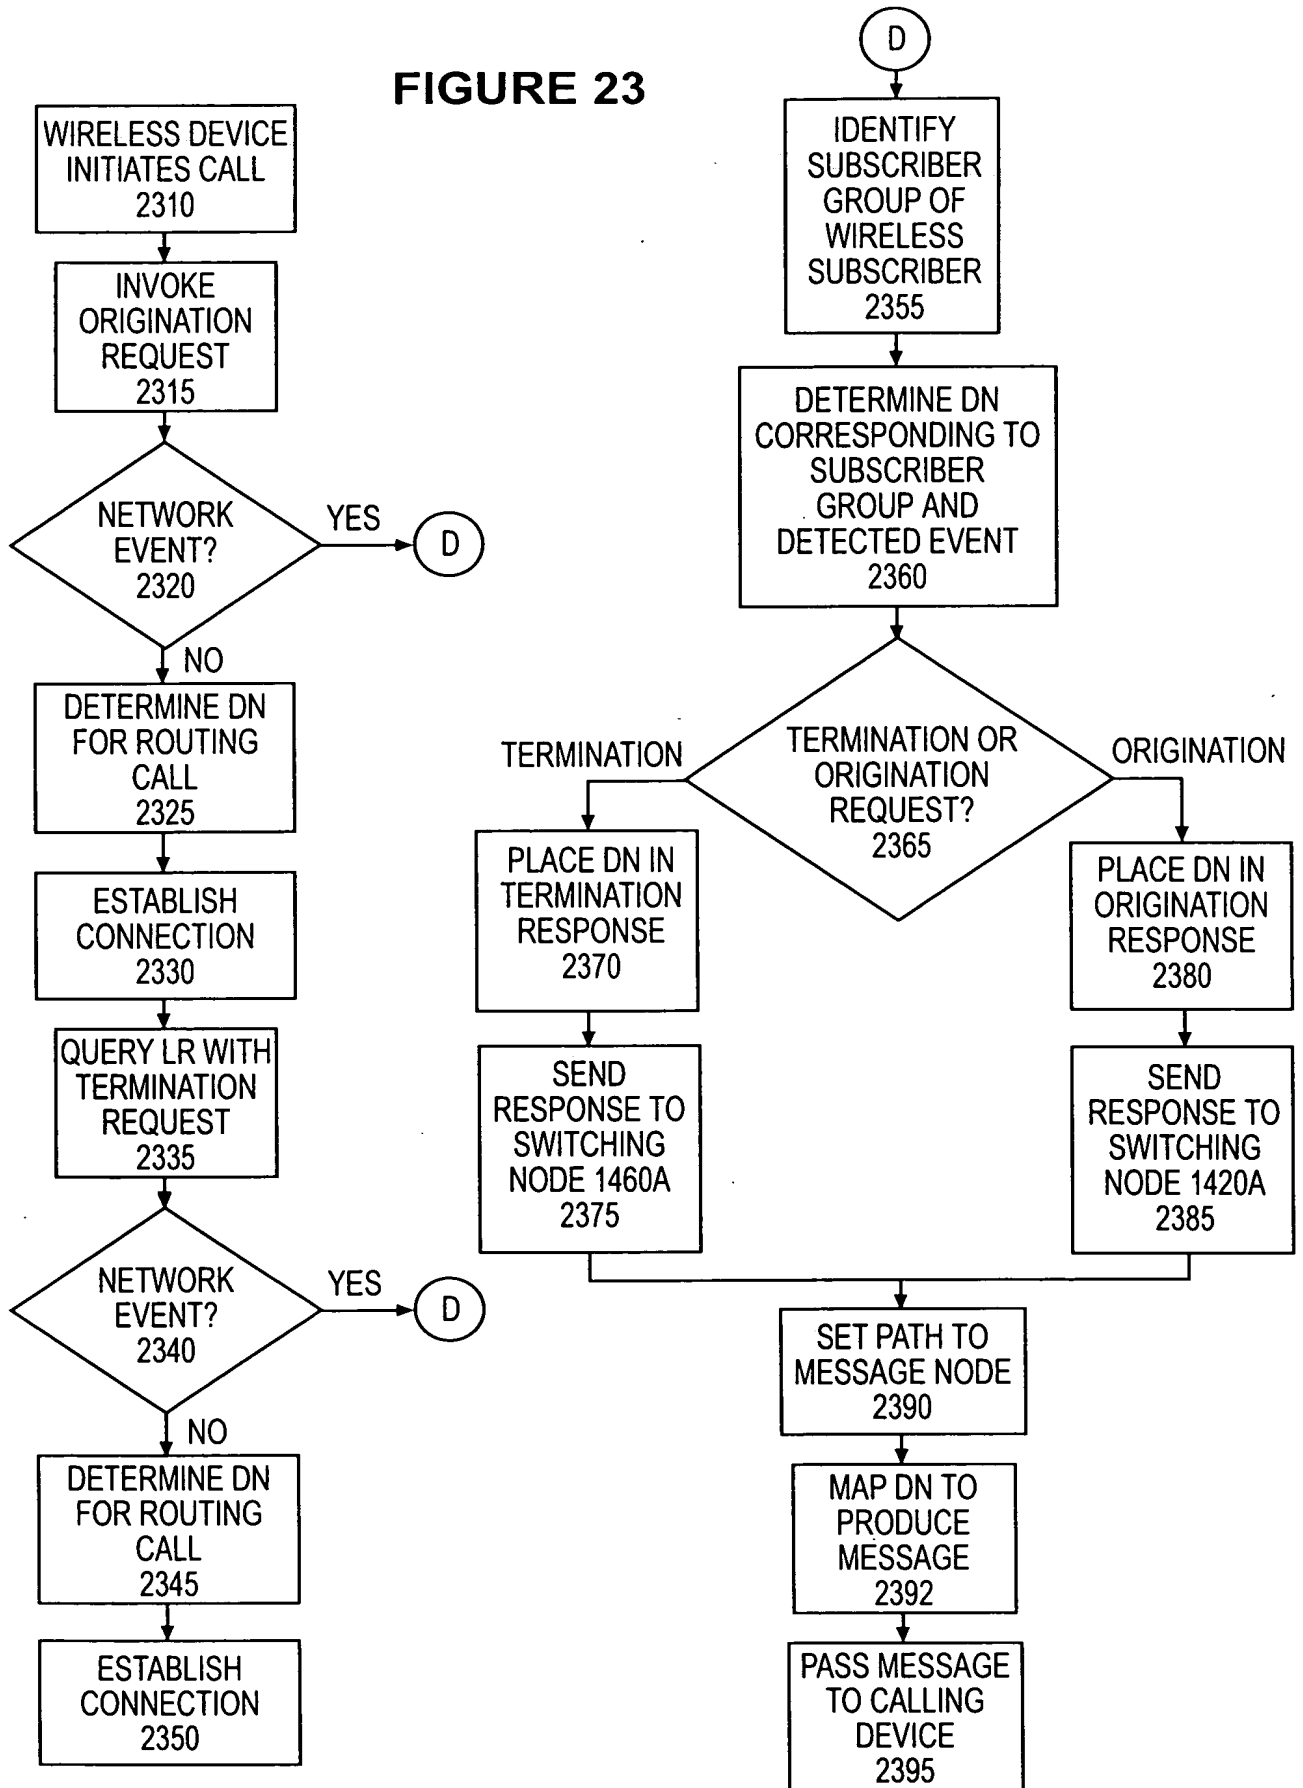 FIGURE 23
WIRELESS DEVICE
INITIATES CALL
2310
INVOKE
ORIGINATION
REQUEST
2315
NETWORK
EVENT?
2320
YES
D
NO
DETERMINE DN
FOR ROUTING
CALL
2325
ESTABLISH
CONNECTION
2330
QUERY LR WITH
TERMINATION
REQUEST
2335
NETWORK
EVENT?
2340
YES
D
NO
DETERMINE DN
FOR ROUTING
CALL
2345
ESTABLISH
CONNECTION
2350
D
IDENTIFY
SUBSCRIBER
GROUP OF
WIRELESS
SUBSCRIBER
2355
DETERMINE DN
CORRESPONDING TO
SUBSCRIBER
GROUP AND
DETECTED EVENT
2360
TERMINATION OR
ORIGINATION
REQUEST?
2365
TERMINATION
PLACE DN IN
TERMINATION
RESPONSE
2370
SEND
RESPONSE TO
SWITCHING
NODE 1460A
2375
ORIGINATION
PLACE DN IN
ORIGINATION
RESPONSE
2380
SEND
RESPONSE TO
SWITCHING
NODE 1420A
2385
SET PATH TO
MESSAGE NODE
2390
MAP DN TO
PRODUCE
MESSAGE
2392
PASS MESSAGE
TO CALLING
DEVICE
2395